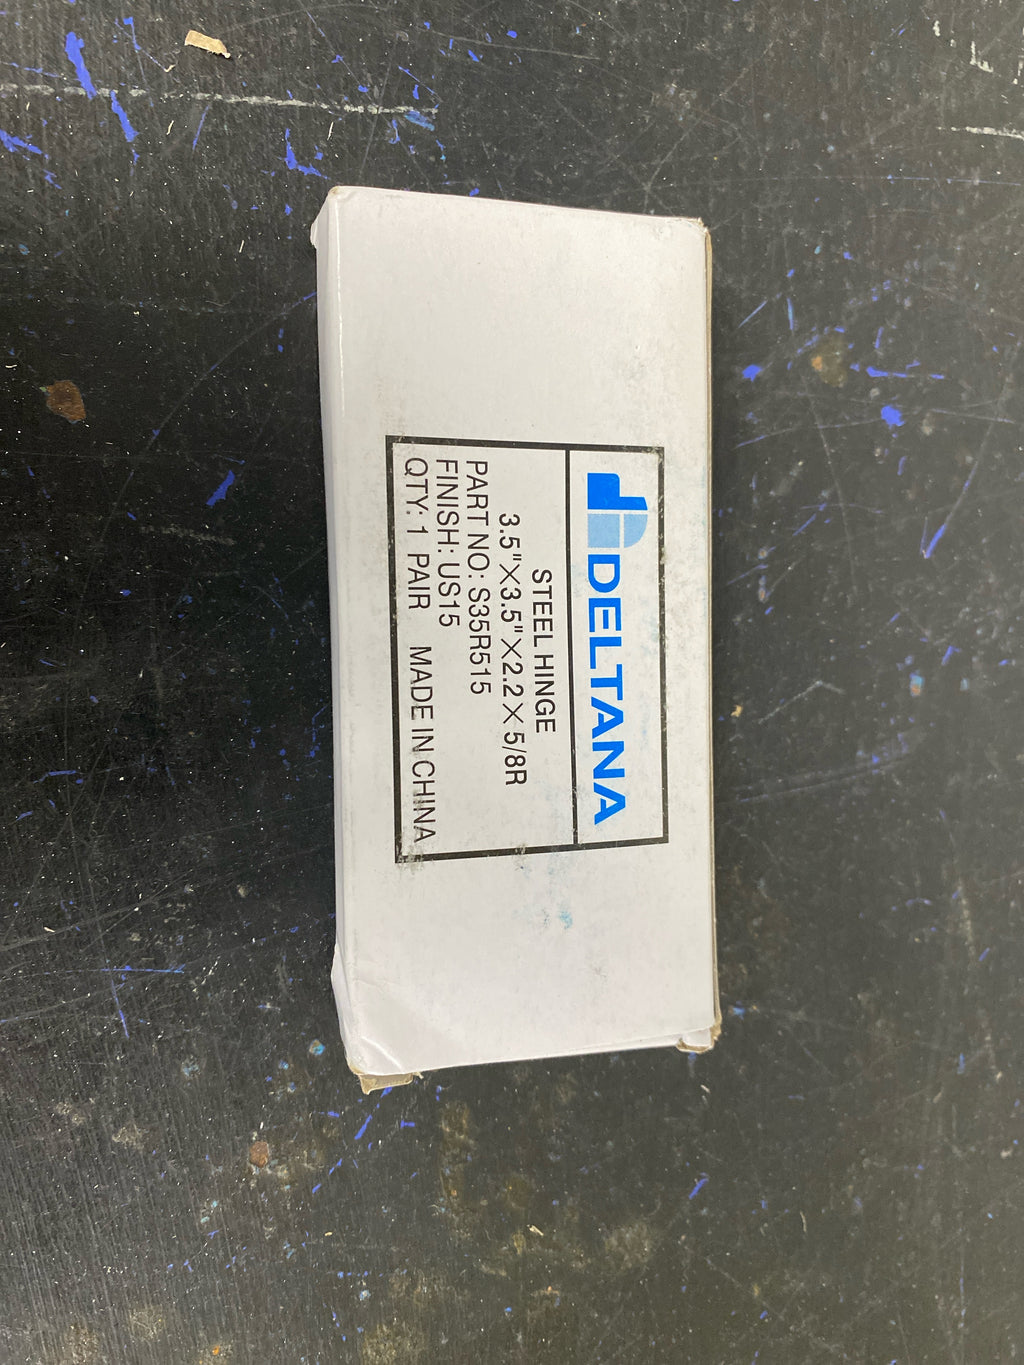 DELTANA
STEEL HINGE
3.5"X3.5"X2.2X5/8R
PART NO: S35R515
FINISH: US15
QTY: 1 PAIR MADE IN CHINA